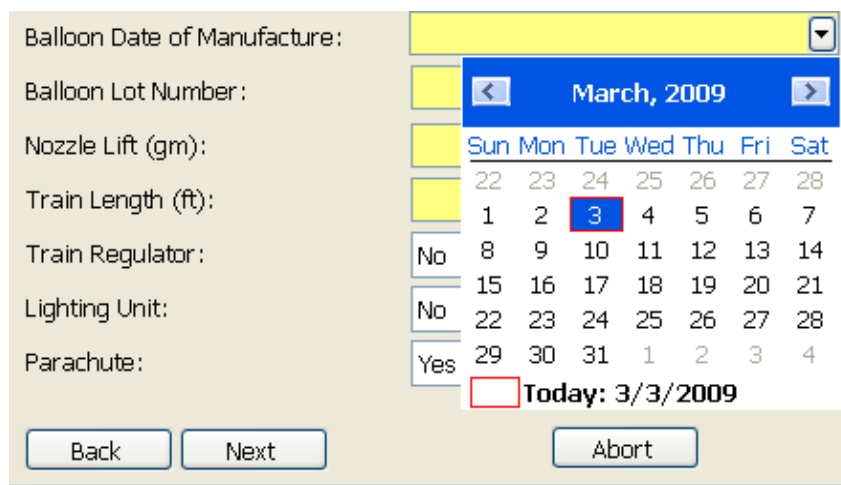 Balloon Date of Manufacture:
Balloon Lot Number:
Nozzle Lift (gm):
Train Length (ft):
Train Regulator: No
Lighting Unit: No
Parachute: Yes
March, 2009
Sun Mon Tue Wed Thu Fri Sat
22 23 24 25 26 27 28
1 2 3 4 5 6 7
8 9 10 11 12 13 14
15 16 17 18 19 20 21
22 23 24 25 26 27 28
29 30 31 1 2 3 4
Today: 3/3/2009
Back Next Abort